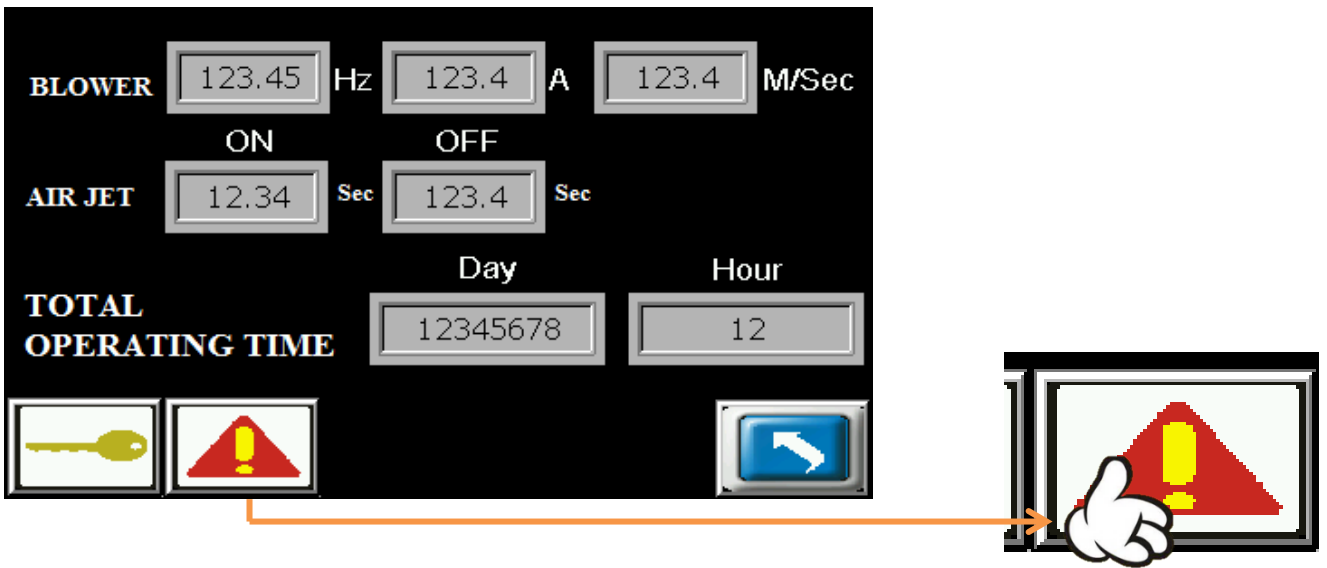 BLOWER 123.45 Hz 123.4 A 123.4 M/Sec
ON OFF
AIR JET 12.34 Sec 123.4 Sec
Day Hour
TOTAL
OPERATING TIME 12345678 12